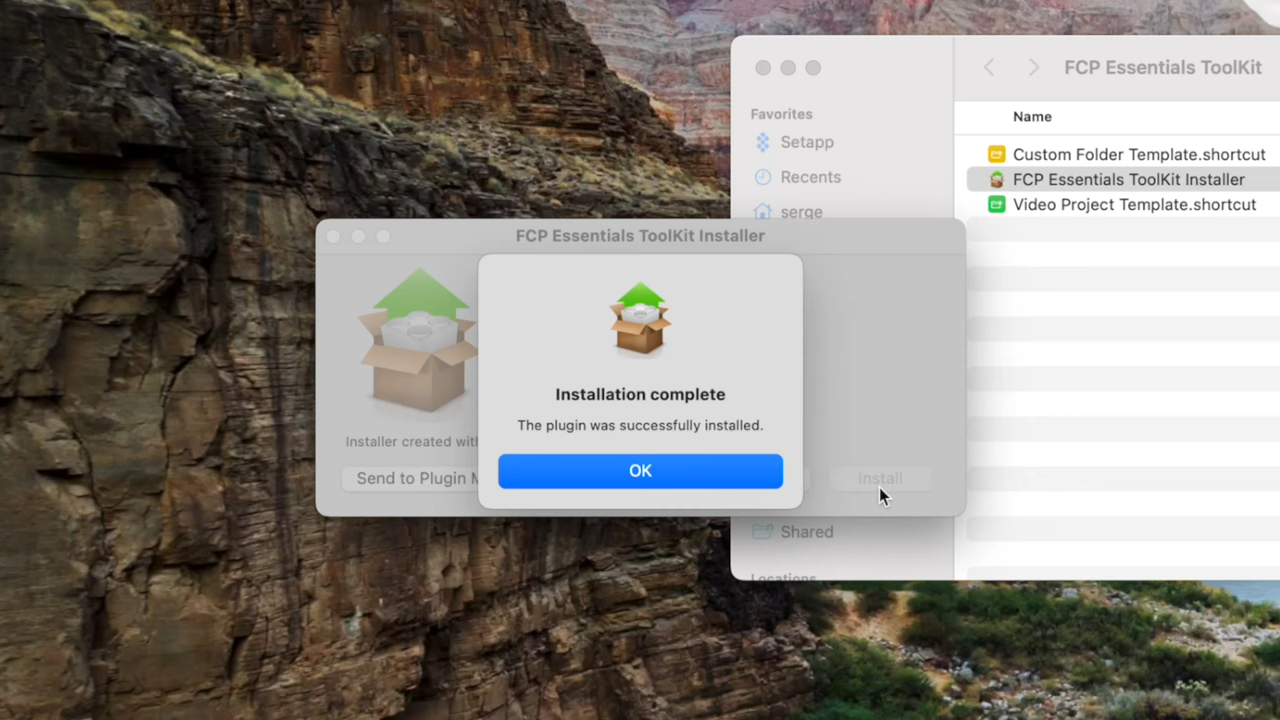 FCP Essentials ToolKit
Favorites
Name
Setapp
Custom Folder Template.shortcut
Recents
FCP Essentials ToolKit Installer
serge
Video Project Template.shortcut
FCP Essentials ToolKit Installer
Installation complete
The plugin was successfully installed.
Installer created with
OK
Send to Plugin M
Install
Shared
Locations